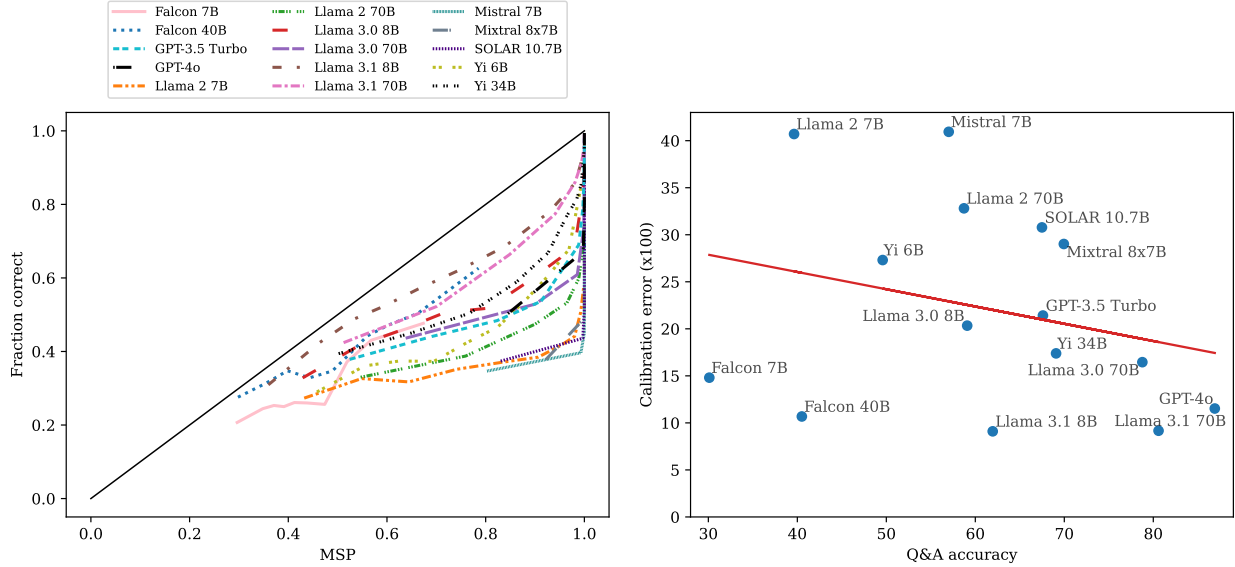 Falcon 7B
Falcon 40B
GPT-3.5 Turbo
GPT-4o
Llama 2 7B
Llama 2 70B
Llama 3.0 8B
Llama 3.0 70B
Llama 3.1 8B
Llama 3.1 70B
Mistral 7B
Mixtral 8x7B
SOLAR 10.7B
Yi 6B
Yi 34B
Fraction correct
1.0
0.8
0.6
0.4
0.2
0.0
0.0 0.2 0.4 0.6 0.8 1.0
MSP
Calibration error (x100)
40
35
30
25
20
15
10
5
0
Llama 2 7B
Mistral 7B
Llama 2 70B
SOLAR 10.7B
Mixtral 8x7B
Yi 6B
GPT-3.5 Turbo
Llama 3.0 8B
Yi 34B
Llama 3.0 70B
Falcon 7B
GPT-4o
Falcon 40B
Llama 3.1 8B
Llama 3.1 70B
30 40 50 60 70 80
Q&A accuracy